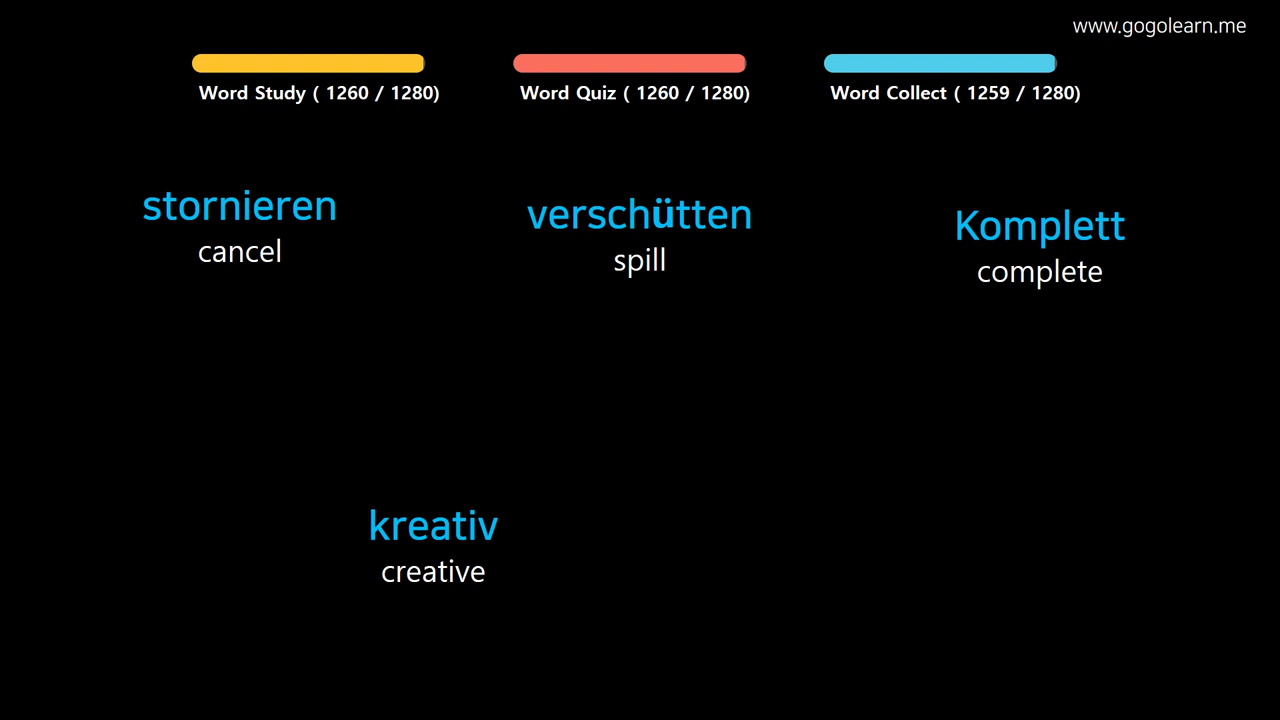 www.gogolearn.me
Word Study ( 1260 / 1280)
Word Quiz ( 1260 / 1280)
Word Collect ( 1259 / 1280)
stornieren
cancel
verschütten
spill
Komplett
complete
kreativ
creative